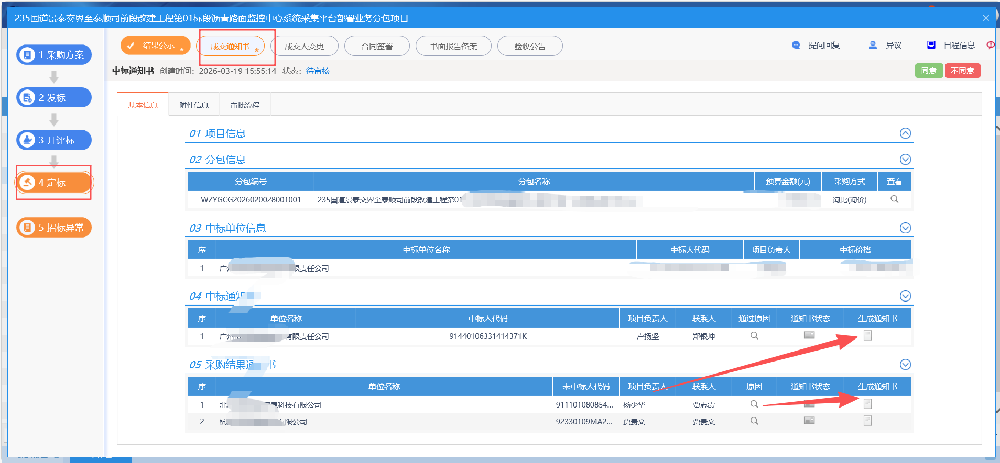 235国道景泰交界至泰顺司前段改建工程第01标段沥青路面监控中心系统采集平台部署业务分包项目
1 采购方案
2 发标
3 开评标
4 定标
5 招标异常
结果公示 *
成交通知书 *
成交人变更
合同签署
书面报告备案
验收公告
提问回复
异议
日程信息
中标通知书 创建时间：2026-03-19 15:55:14 状态：待审核
同意 不同意
基本信息 附件信息 审批流程
01 项目信息
02 分包信息
分包编号 分包名称 预算金额(元) 采购方式 查看
WZYGCG2026020028001001 235国道景泰交界至泰顺司前段改建工程第01 询比(询价)
03 中标单位信息
序 中标单位名称 中标人代码 项目负责人 中标价格
1 广 限责任公司
04 中标通知
序 单位名称 中标人代码 项目负责人 联系人 通过原因 通知书状态 生成通知书
1 广州 有限责任公司 91440106331414371K 卢扬坚 郑银坤
05 采购结果通 书
序 单位名称 未中标人代码 项目负责人 联系人 原因 通知书状态 生成通知书
1 北 息科技有限公司 911101080854... 杨少华 贾志霞
2 杭 有限公司 92330109MA2... 贾贵文 贾贵文